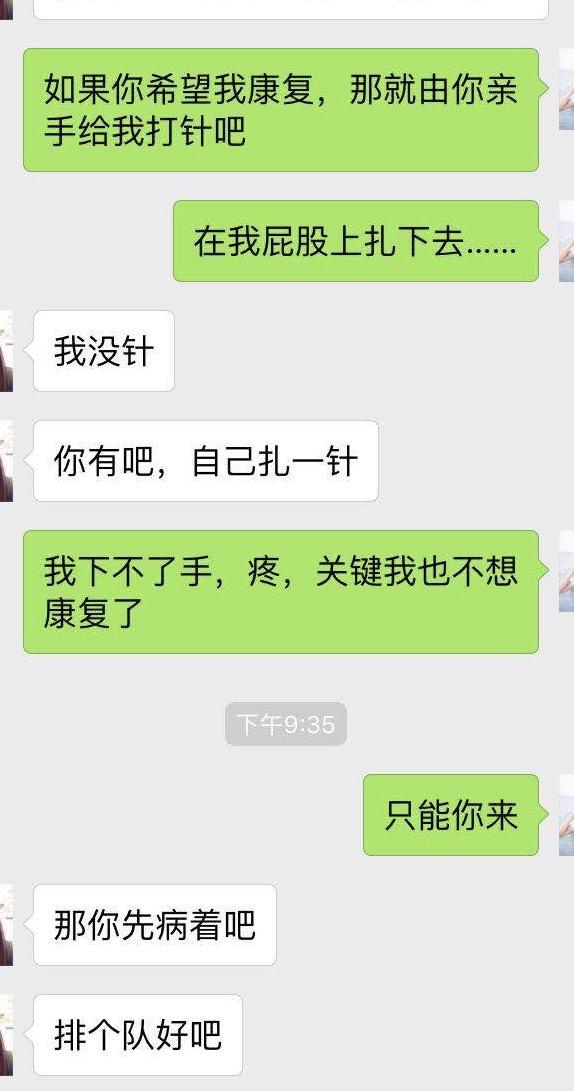 如果你希望我康复，那就由你亲
手给我打针吧
在我屁股上扎下去......
我没针
你有吧，自己扎一针
我下不了手，疼，关键我也不想
康复了
下午9:35
只能你来
那你先病着吧
排个队好吧